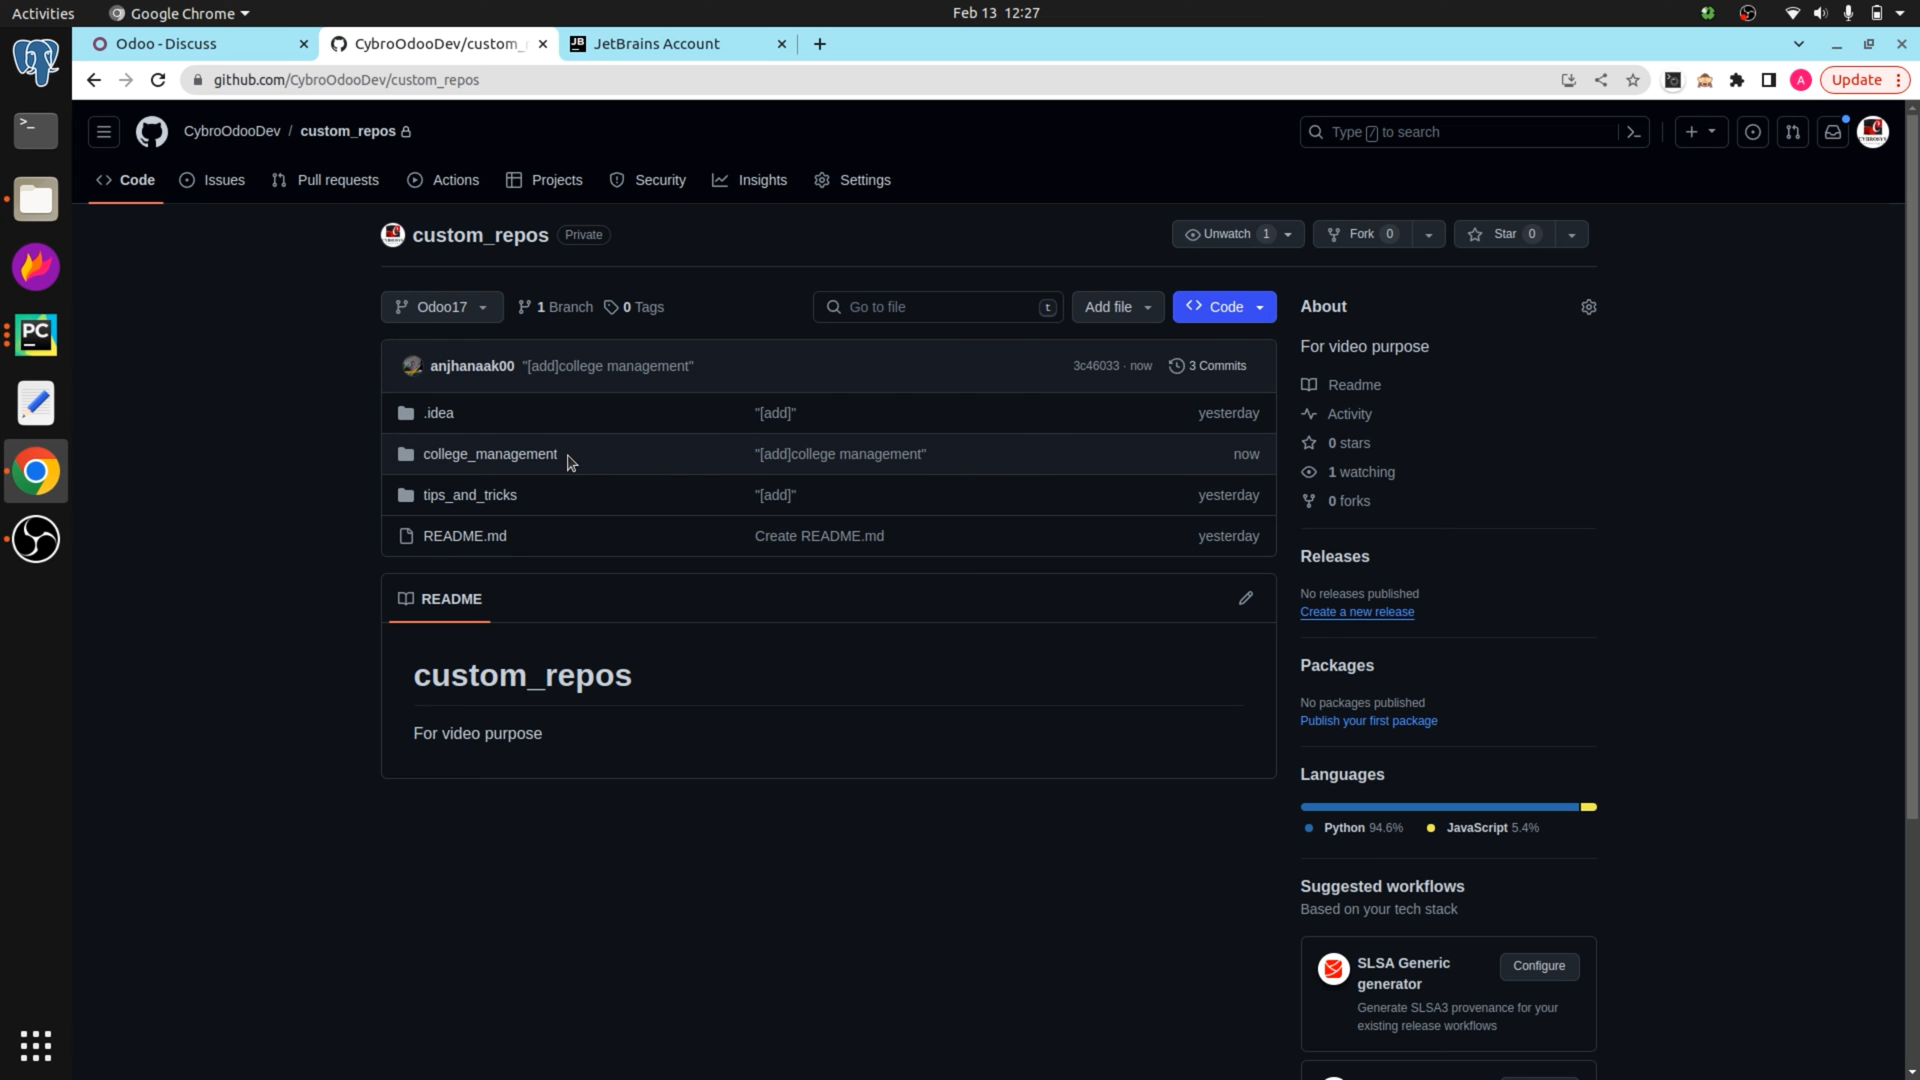 Activities Google Chrome Feb 13 12:27
Odoo - Discuss CybroOdooDev/custom_ JetBrains Account
github.com/CybroOdooDev/custom_repos Update
CybroOdooDev / custom_repos Type / to search
Code Issues Pull requests Actions Projects Security Insights Settings
custom_repos Private Unwatch 1 Fork 0 Star 0
Odoo17 1 Branch 0 Tags Go to file t Add file Code
anjhanaak00 "[add]college management" 3c46033 · now 3 Commits
.idea "[add]" yesterday
college_management "[add]college management" now
tips_and_tricks "[add]" yesterday
README.md Create README.md yesterday
README
custom_repos
For video purpose
About
For video purpose
Readme
Activity
0 stars
1 watching
0 forks
Releases
No releases published
Create a new release
Packages
No packages published
Publish your first package
Languages
Python 94.6% JavaScript 5.4%
Suggested workflows
Based on your tech stack
SLSA Generic
generator
Configure
Generate SLSA3 provenance for your
existing release workflows